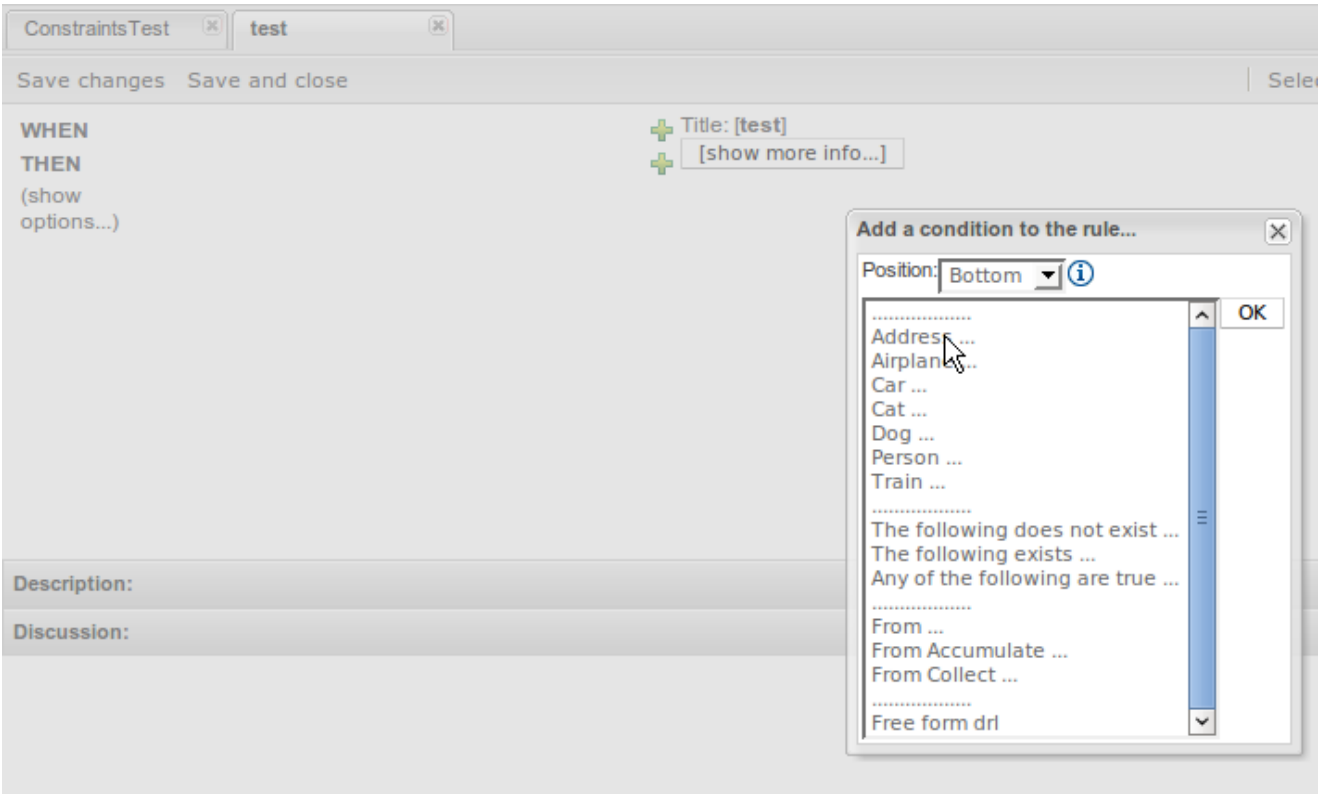 ConstraintsTest test
Save changes Save and close
WHEN
THEN
(show
options...)
Title: [test]
[show more info...]
Add a condition to the rule...
Position: Bottom
OK
..................
Address ...
Airplane ...
Car ...
Cat ...
Dog ...
Person ...
Train ...
..................
The following does not exist ...
The following exists ...
Any of the following are true ...
..................
From ...
From Accumulate ...
From Collect ...
..................
Free form drl
Description:
Discussion: